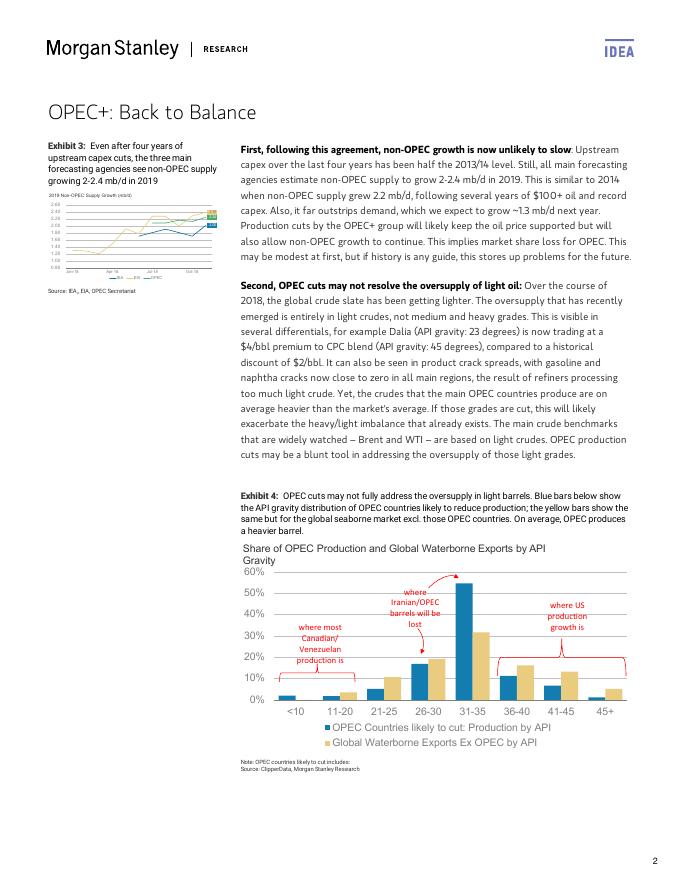 Morgan Stanley | RESEARCH
IDEA
OPEC+: Back to Balance
Exhibit 3: Even after four years of
upstream capex cuts, the three main
forecasting agencies see non-OPEC supply
growing 2-2.4 mb/d in 2019
2019 Non-OPEC Supply Growth (mb/d)
2.60
2.40
2.20
2.00
1.80
1.60
1.40
1.20
1.00
0.80
Jan-18 Apr-18 Jul-18 Oct-18
IEA EIA OPEC
Source: IEA,, EIA, OPEC Secretariat
First, following this agreement, non-OPEC growth is now unlikely to slow: Upstream
capex over the last four years has been half the 2013/14 level. Still, all main forecasting
agencies estimate non-OPEC supply to grow 2-2.4 mb/d in 2019. This is similar to 2014
when non-OPEC supply grew 2.2 mb/d, following several years of $100+ oil and record
capex. Also, it far outstrips demand, which we expect to grow ~1.3 mb/d next year.
Production cuts by the OPEC+ group will likely keep the oil price supported but will
also allow non-OPEC growth to continue. This implies market share loss for OPEC. This
may be modest at first, but if history is any guide, this stores up problems for the future.
Second, OPEC cuts may not resolve the oversupply of light oil: Over the course of
2018, the global crude slate has been getting lighter. The oversupply that has recently
emerged is entirely in light crudes, not medium and heavy grades. This is visible in
several differentials, for example Dalia (API gravity: 23 degrees) is now trading at a
$4/bbl premium to CPC blend (API gravity: 45 degrees), compared to a historical
discount of $2/bbl. It can also be seen in product crack spreads, with gasoline and
naphtha cracks now close to zero in all main regions, the result of refiners processing
too much light crude. Yet, the crudes that the main OPEC countries produce are on
average heavier than the market's average. If those grades are cut, this will likely
exacerbate the heavy/light imbalance that already exists. The main crude benchmarks
that are widely watched – Brent and WTI – are based on light crudes. OPEC production
cuts may be a blunt tool in addressing the oversupply of those light grades.
Exhibit 4: OPEC cuts may not fully address the oversupply in light barrels. Blue bars below show
the API gravity distribution of OPEC countries likely to reduce production; the yellow bars show the
same but for the global seaborne market excl. those OPEC countries. On average, OPEC produces
a heavier barrel.
Share of OPEC Production and Global Waterborne Exports by API
Gravity
60%
50%
40%
30%
20%
10%
0%
where most
Canadian/
Venezuelan
production is
where
Iranian/OPEC
barrels will be
lost
where US
production
growth is
<10 11-20 21-25 26-30 31-35 36-40 41-45 45+
OPEC Countries likely to cut: Production by API
Global Waterborne Exports Ex OPEC by API
Note: OPEC countries likely to cut includes:
Source: ClipperData, Morgan Stanley Research
2